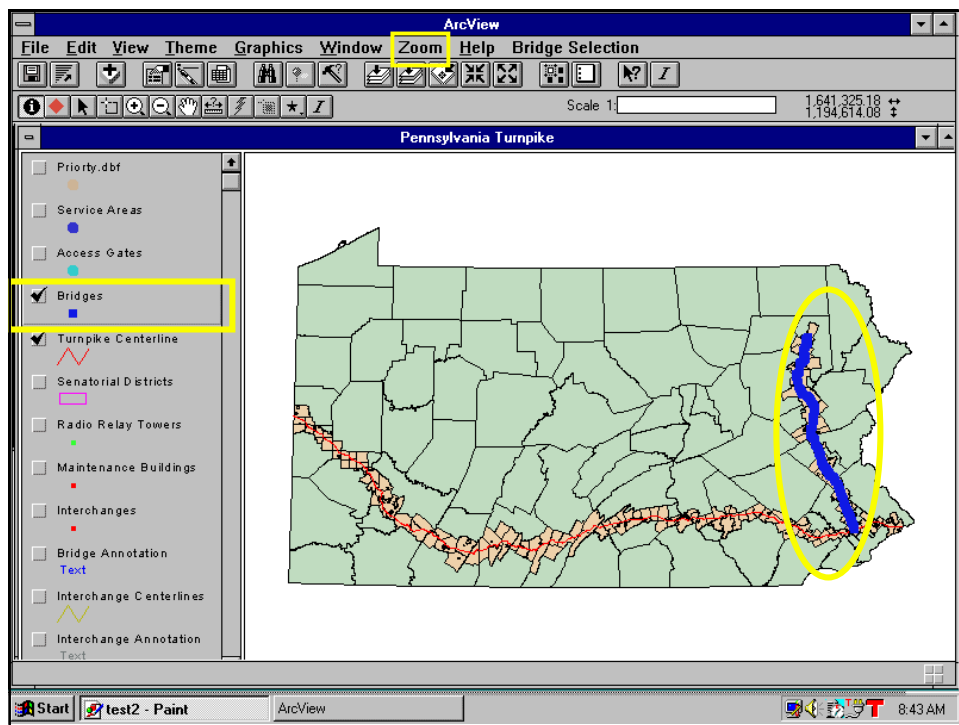 ArcView
File Edit View Theme Graphics Window Zoom Help Bridge Selection
Scale 1:
1,641,325.18
1,194,614.08
Pennsylvania Turnpike
Priorty.dbf
Service Areas
Access Gates
Bridges
Turnpike Centerline
Senatorial Districts
Radio Relay Towers
Maintenance Buildings
Interchanges
Bridge Annotation
Text
Interchange Centerlines
Interchange Annotation
Text
Start test2 - Paint ArcView 8:43 AM